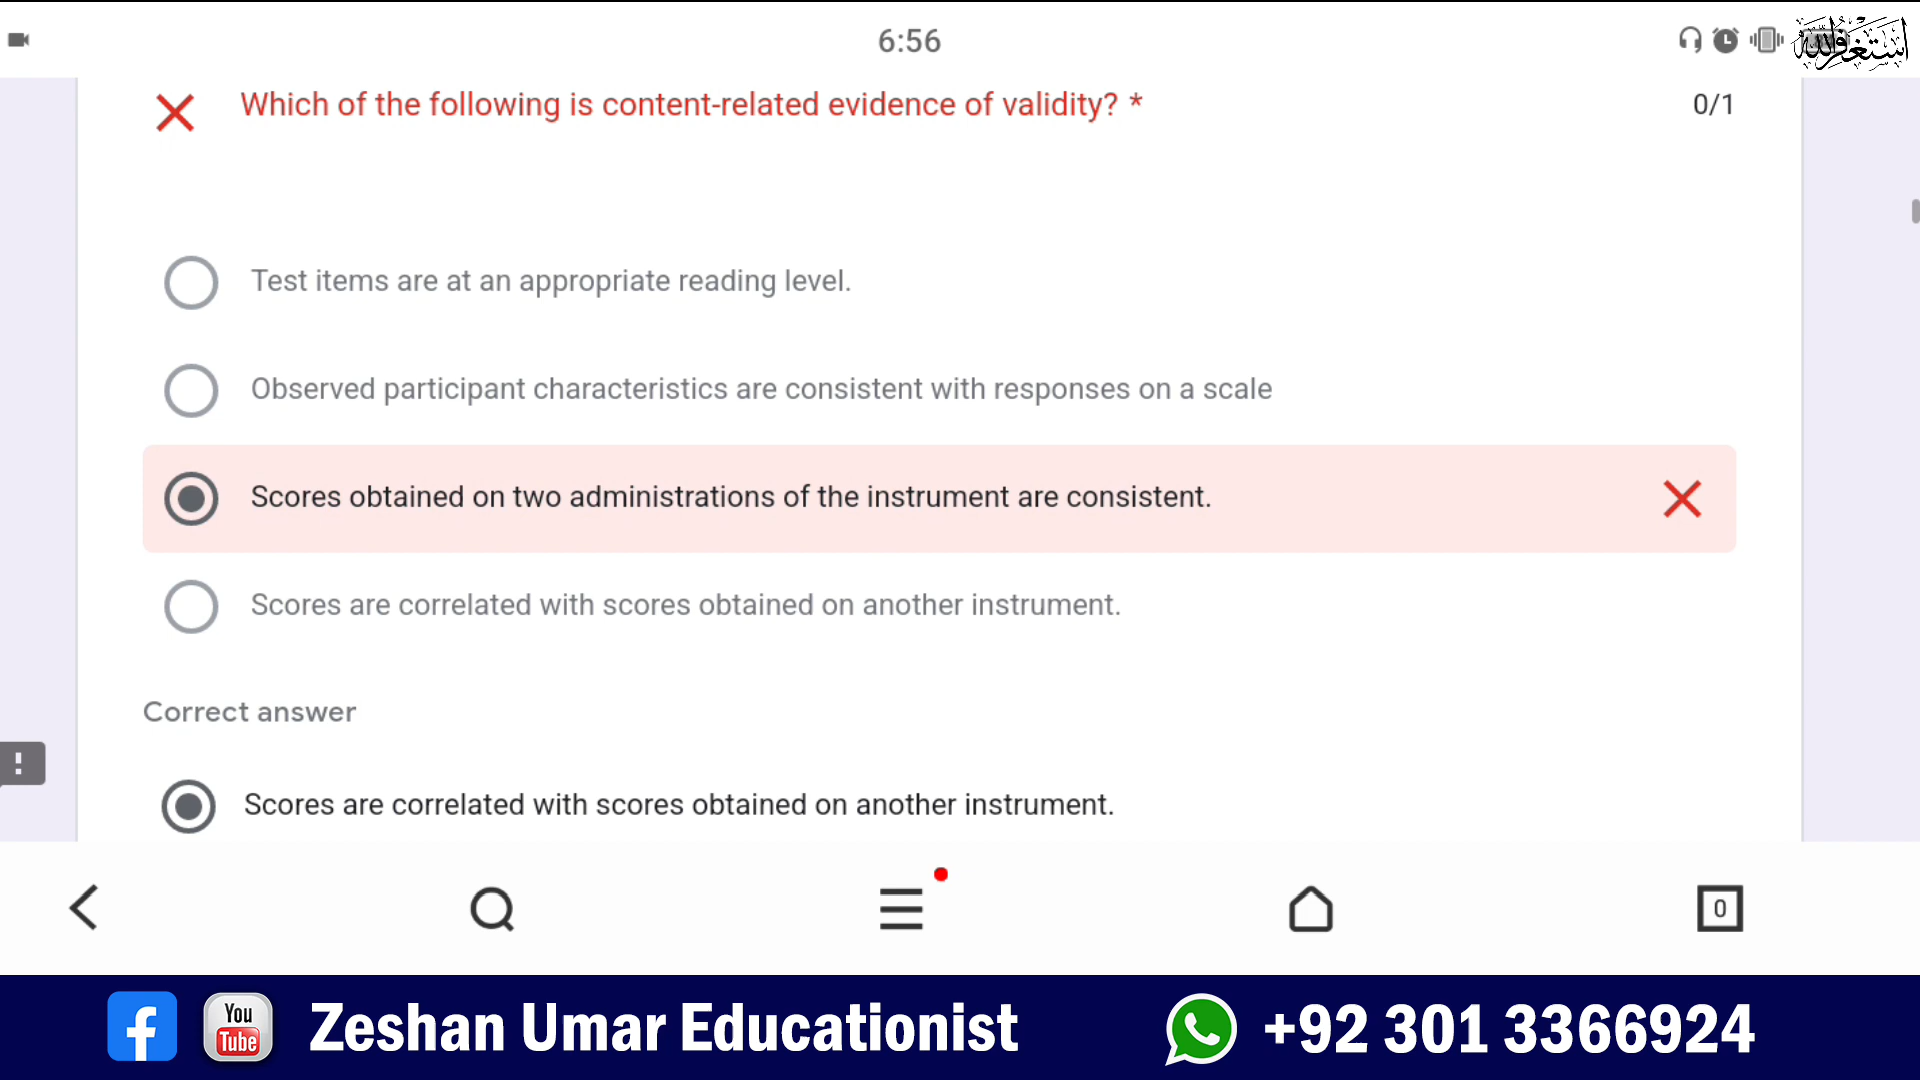 6:56
أستغفر الله
Which of the following is content-related evidence of validity? *
0/1
Test items are at an appropriate reading level.
Observed participant characteristics are consistent with responses on a scale
Scores obtained on two administrations of the instrument are consistent.
Scores are correlated with scores obtained on another instrument.
Correct answer
Scores are correlated with scores obtained on another instrument.
0
You
Tube
Zeshan Umar Educationist
+92 301 3366924